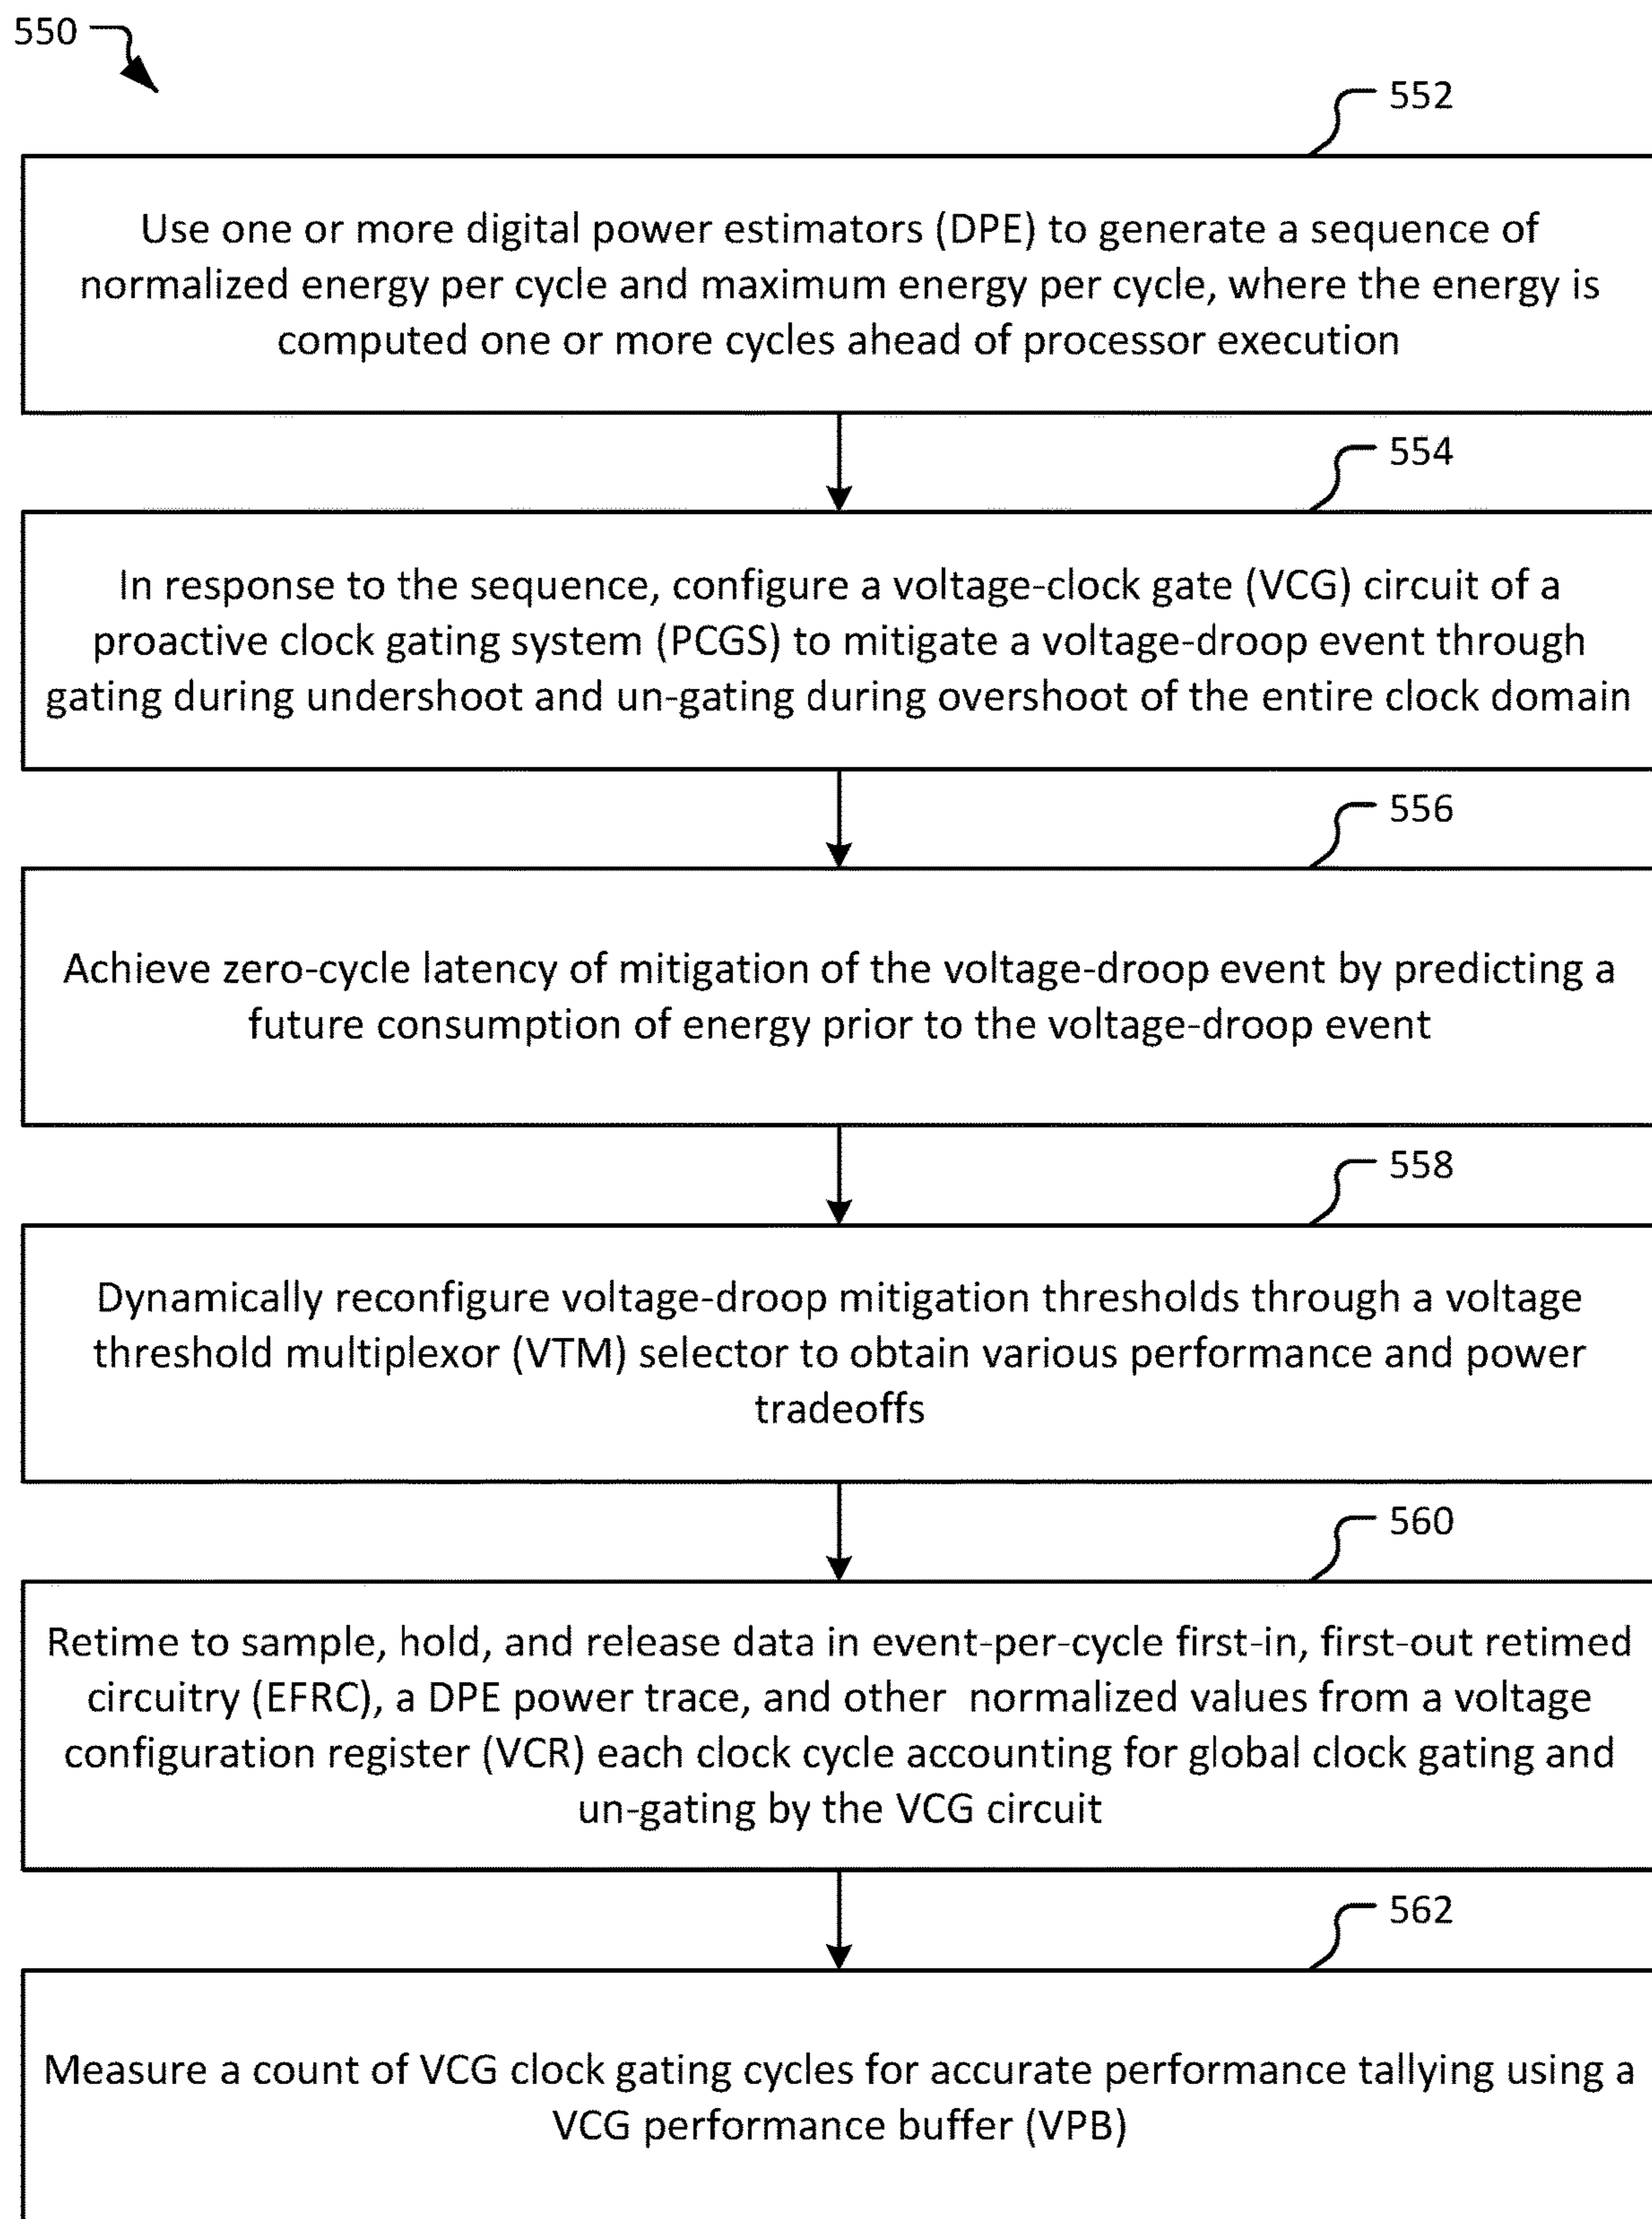 550
552
Use one or more digital power estimators (DPE) to generate a sequence of
normalized energy per cycle and maximum energy per cycle, where the energy is
computed one or more cycles ahead of processor execution
554
In response to the sequence, configure a voltage-clock gate (VCG) circuit of a
proactive clock gating system (PCGS) to mitigate a voltage-droop event through
gating during undershoot and un-gating during overshoot of the entire clock domain
556
Achieve zero-cycle latency of mitigation of the voltage-droop event by predicting a
future consumption of energy prior to the voltage-droop event
558
Dynamically reconfigure voltage-droop mitigation thresholds through a voltage
threshold multiplexor (VTM) selector to obtain various performance and power
tradeoffs
560
Retime to sample, hold, and release data in event-per-cycle first-in, first-out retimed
circuitry (EFRC), a DPE power trace, and other normalized values from a voltage
configuration register (VCR) each clock cycle accounting for global clock gating and
un-gating by the VCG circuit
562
Measure a count of VCG clock gating cycles for accurate performance tallying using a
VCG performance buffer (VPB)